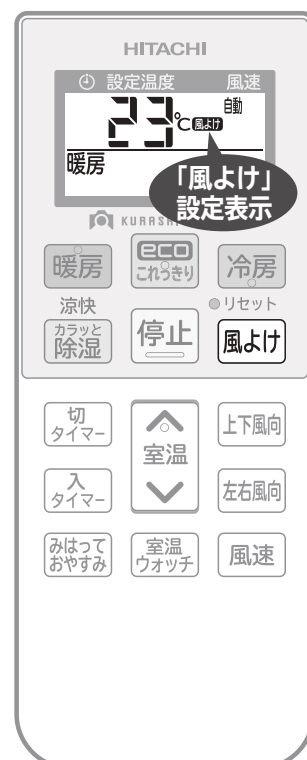 HITACHI
設定温度 風速
23℃ 風よけ 自動
暖房
「風よけ」
設定表示
暖房
eco
これっきり
冷房
涼快
カラッと
除湿
停止
リセット
風よけ
切
タイマー
室温
上下風向
入
タイマー
左右風向
みはって
おやすみ
室温
ウォッチ
風速